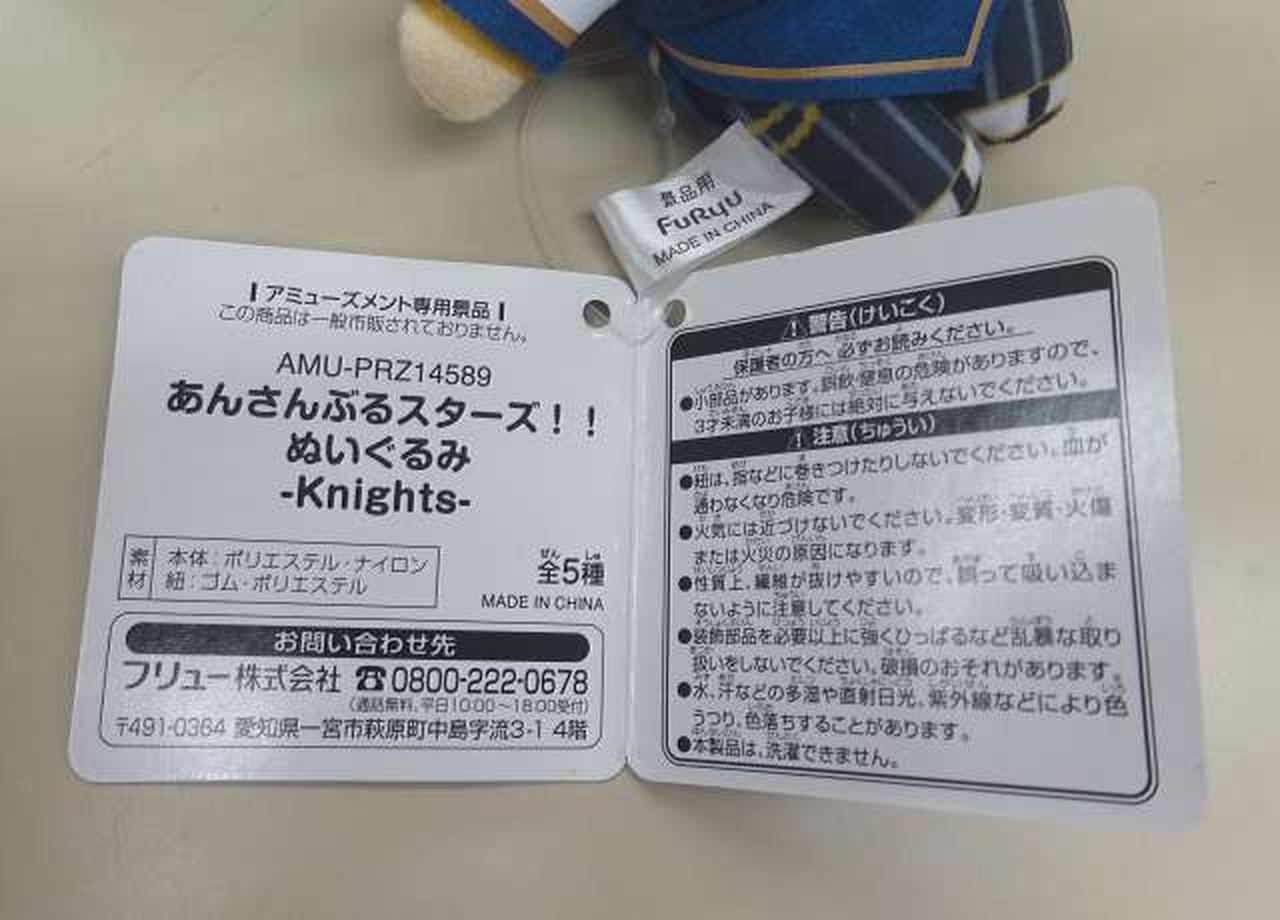 景品用
FuRyu
MADE IN CHINA
アミューズメント専用景品
この商品は一般市販されておりません。
AMU-PRZ14589
あんさんぶるスターズ！！
ぬいぐるみ
-Knights-
素材
本体：ポリエステル・ナイロン
紐：ゴム・ポリエステル
全5種
MADE IN CHINA
お問い合わせ先
フリュー株式会社 ☎0800-222-0678
（通話無料、平日10:00～18:00受付）
〒491-0364 愛知県一宮市萩原町中島字流3-1 4階
⚠警告（けいこく）
保護者の方へ 必ずお読みください。
●小部品があります。誤飲・窒息の危険がありますので、
3才未満のお子様には絶対に与えないでください。
⚠注意（ちゅうい）
●紐は、指などに巻きつけたりしないでください。血が
通わなくなり危険です。
●火気には近づけないでください。変形・変質・火傷
または火災の原因になります。
●性質上、繊維が抜けやすいので、誤って吸い込ま
ないように注意してください。
●装飾部品を必要以上に強くひっぱるなど乱暴な取り
扱いをしないでください。破損のおそれがあります。
●水、汗などの多湿や直射日光、紫外線などにより色
うつり、色落ちすることがあります。
●本製品は、洗濯できません。